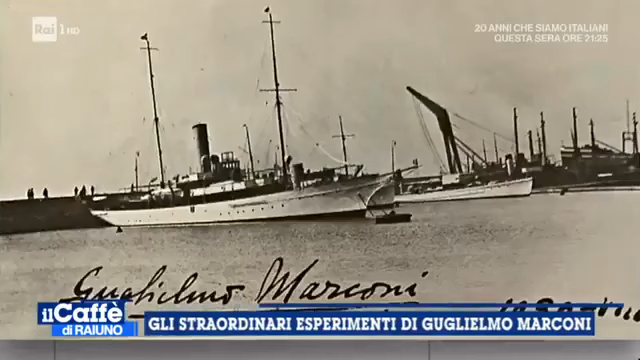 Rai 1 HD
20 ANNI CHE SIAMO ITALIANI
QUESTA SERA ORE 21:25
Guglielmo Marconi
il Caffè
di RAIUNO
GLI STRAORDINARI ESPERIMENTI DI GUGLIELMO MARCONI